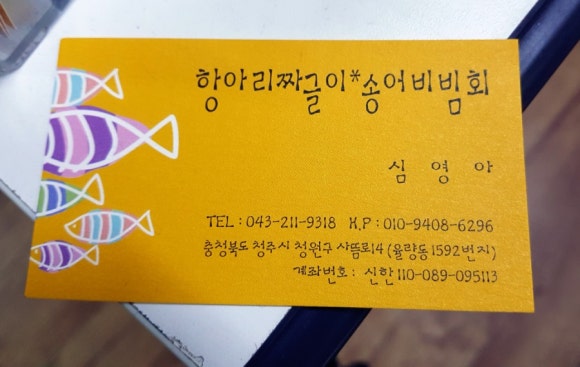 항아리짜글이*송어비빔회
심 영 아
TEL : 043-211-9318 H.P : 010-9408-6296
충청북도 청주시 청원구 사뜸로14 (율량동 1592번지)
계좌번호 : 신한 110-089-095113